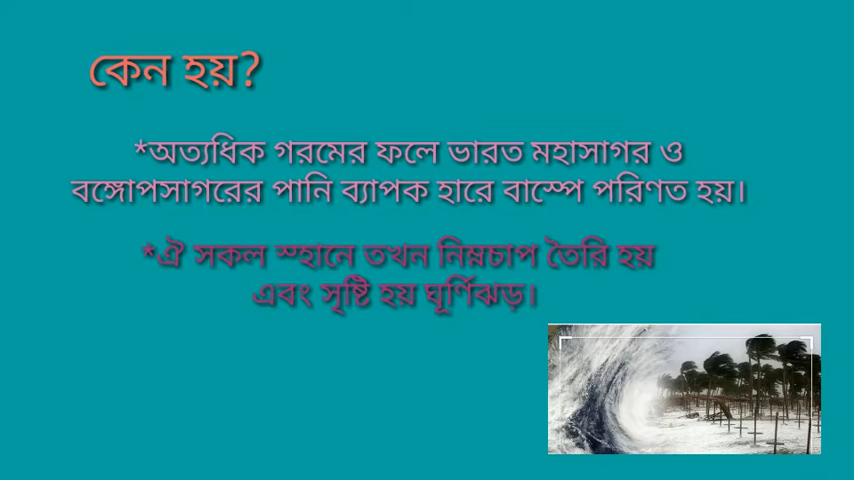 কেন হয়?
*অত্যধিক গরমের ফলে ভারত মহাসাগর ও
বঙ্গোপসাগরের পানি ব্যাপক হারে বাস্পে পরিণত হয়।
*ঐ সকল স্হানে তখন নিম্নচাপ তৈরি হয়
এবং সৃষ্টি হয় ঘূর্ণিঝড়।